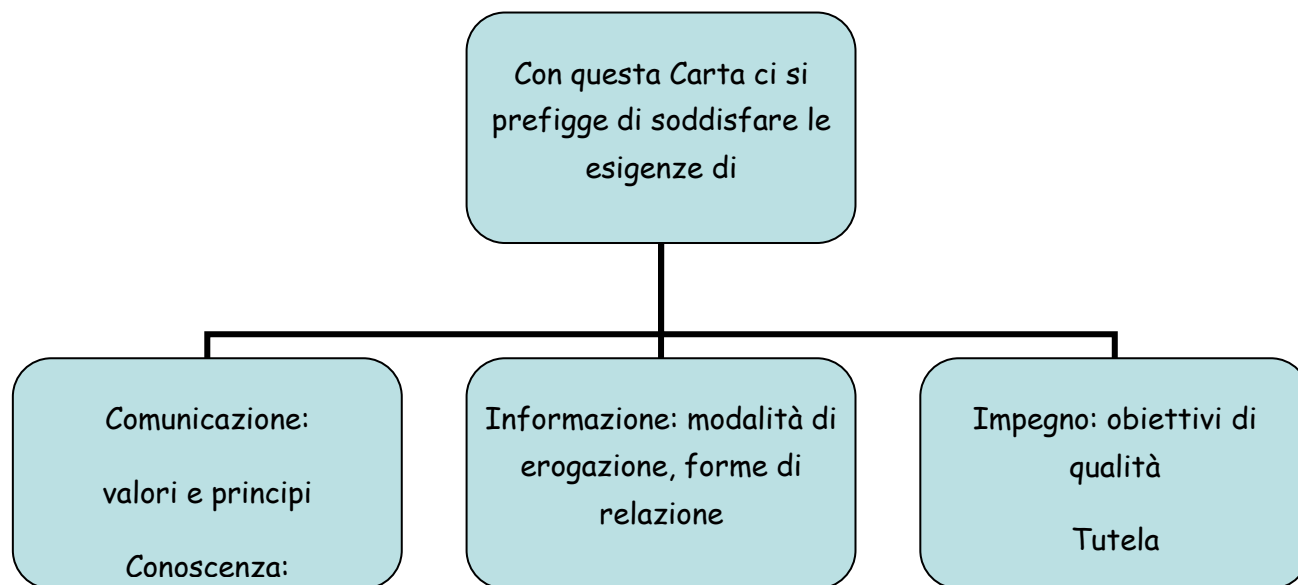 Con questa Carta ci si
prefigge di soddisfare le
esigenze di
Comunicazione:
valori e principi
Conoscenza:
Informazione: modalità di
erogazione, forme di
relazione
Impegno: obiettivi di
qualità
Tutela